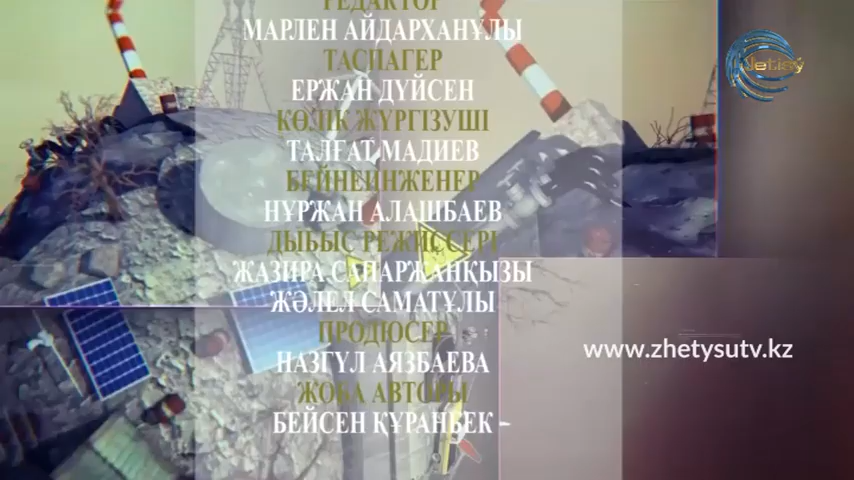 РЕДАКТОР
МАРЛЕН АЙДАРХАНҰЛЫ
ТАСПАГЕР
ЕРЖАН ДҮЙСЕН
КӨЛІК ЖҮРГІЗУШІ
ТАЛҒАТ МАДИЕВ
БЕЙНЕИНЖЕНЕР
НҰРЖАН АЛАШБАЕВ
ДЫБЫС РЕЖИССЕРІ
ЖАЗИРА САПАРЖАНҚЫЗЫ
ЖӘЛЕЛ САМАТҰЛЫ
ПРОДЮСЕР
НАЗГҮЛ АЯЗБАЕВА
ЖОБА АВТОРЫ
БЕЙСЕН ҚҰРАНБЕК –
Jetisý
www.zhetysutv.kz